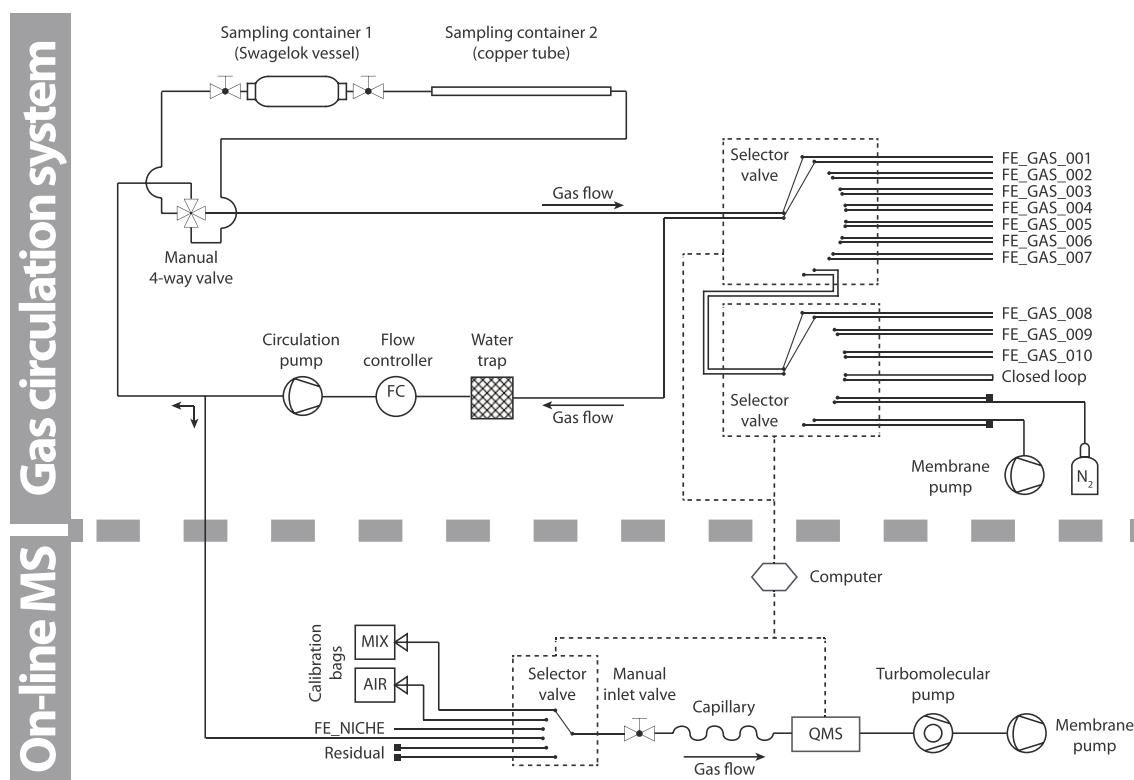 Gas circulation system
Sampling container 1
(Swagelok vessel)
Sampling container 2
(copper tube)
Selector
valve
FE_GAS_001
FE_GAS_002
FE_GAS_003
FE_GAS_004
FE_GAS_005
FE_GAS_006
FE_GAS_007
Gas flow
Manual
4-way valve
FE_GAS_008
FE_GAS_009
FE_GAS_010
Closed loop
Circulation
pump
Flow
controller
FC
Water
trap
Gas flow
Selector
valve
Membrane
pump
N2
On-line MS
Computer
Calibration
bags
MIX
AIR
FE_NICHE
Residual
Selector
valve
Manual
inlet valve
Capillary
Gas flow
QMS
Turbomolecular
pump
Membrane
pump